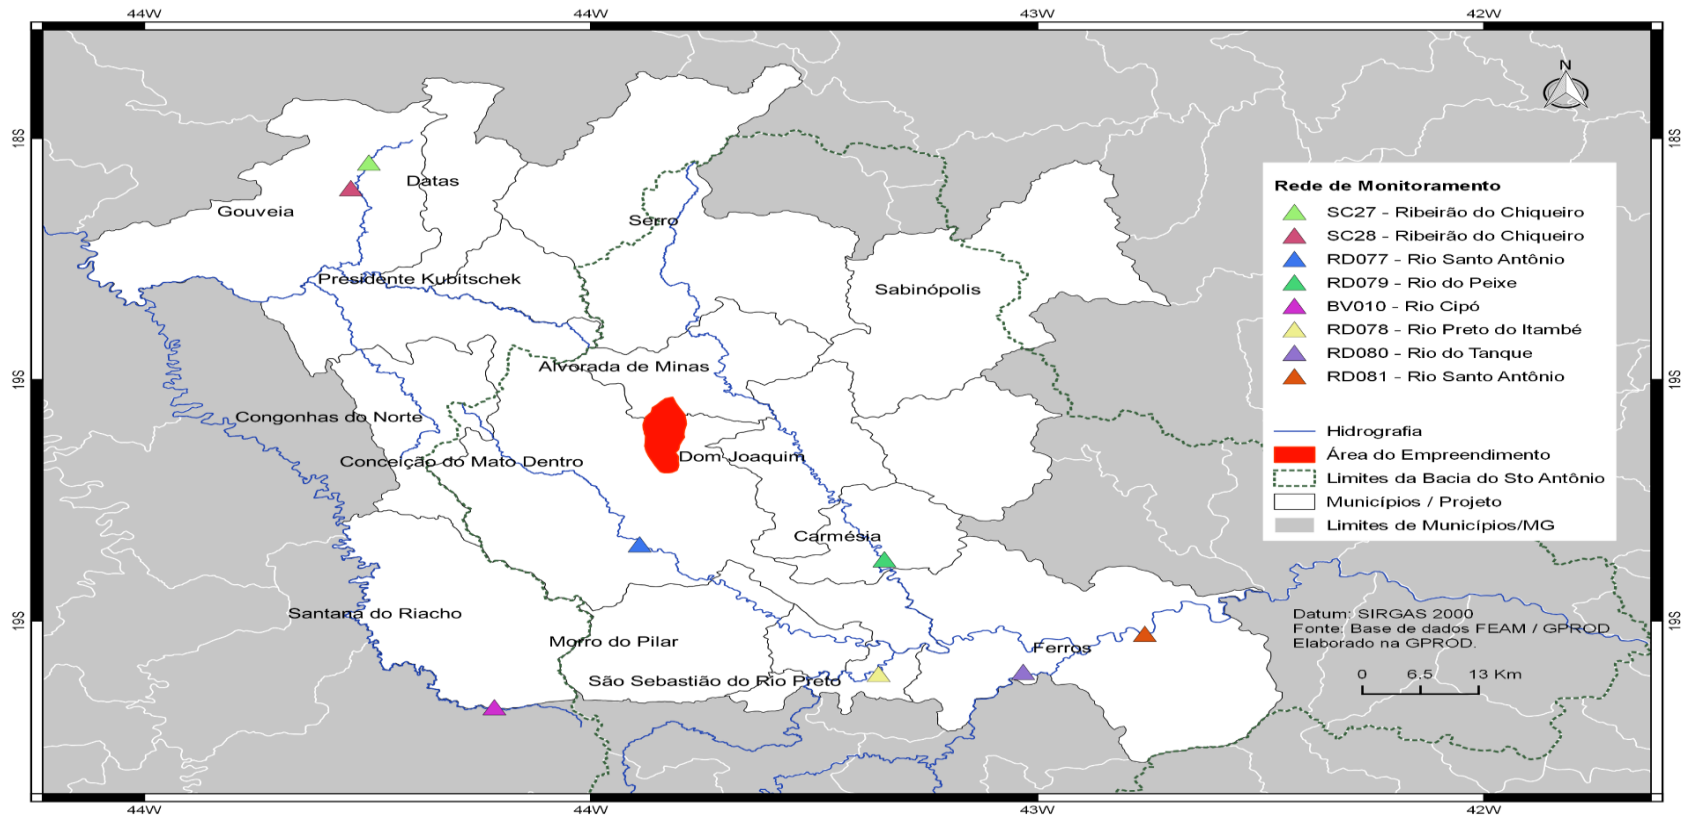 44W
44W
43W
42W
N
18S
18S
Datas
Gouveia
Serro
Presidente Kubitschek
Sabinópolis
Rede de Monitoramento
SC27 - Ribeirão do Chiqueiro
SC28 - Ribeirão do Chiqueiro
RD077 - Rio Santo Antônio
RD079 - Rio do Peixe
BV010 - Rio Cipó
RD078 - Rio Preto do Itambé
RD080 - Rio do Tanque
RD081 - Rio Santo Antônio
Hidrografia
Área do Empreendimento
Limites da Bacia do Sto Antônio
Municípios / Projeto
Limites de Municípios/MG
19S
19S
Alvorada de Minas
Congonhas do Norte
Conceição do Mato Dentro
Dom Joaquim
Carmésia
Santana do Riacho
Morro do Pilar
São Sebastião do Rio Preto
Ferros
19S
19S
Datum: SIRGAS 2000
Fonte: Base de dados FEAM / GPROD
Elaborado na GPROD.
0 6.5 13 Km
44W
44W
43W
42W